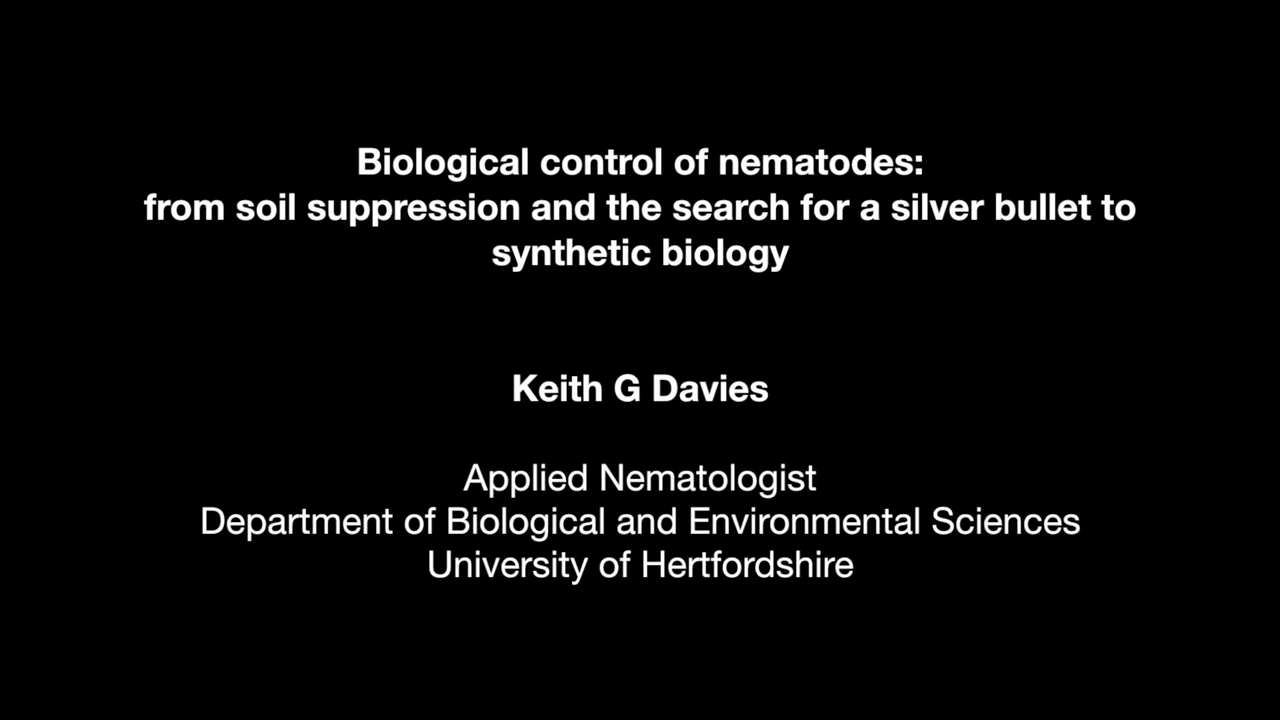 Biological control of nematodes:
from soil suppression and the search for a silver bullet to
synthetic biology
Keith G Davies
Applied Nematologist
Department of Biological and Environmental Sciences
University of Hertfordshire